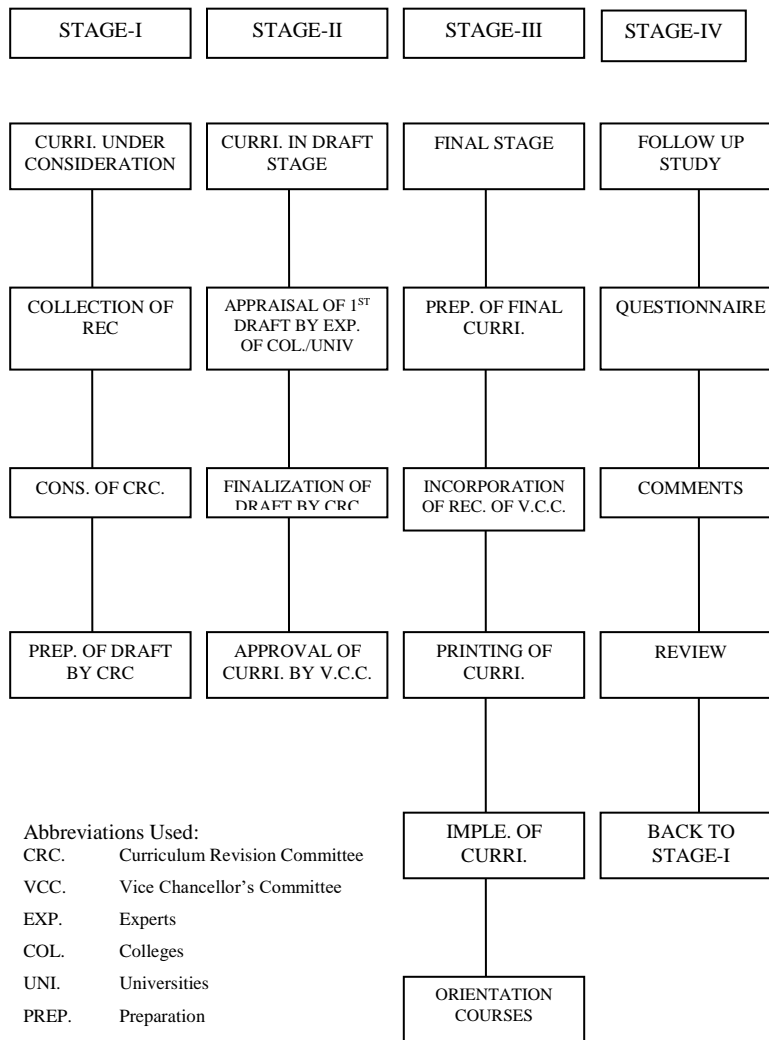 STAGE-I
STAGE-II
STAGE-III
STAGE-IV
CURRI. UNDER
CONSIDERATION
COLLECTION OF
REC
CONS. OF CRC.
PREP. OF DRAFT
BY CRC
CURRI. IN DRAFT
STAGE
APPRAISAL OF 1ST
DRAFT BY EXP.
OF COL./UNIV
FINALIZATION OF
DRAFT BY CRC
APPROVAL OF
CURRI. BY V.C.C.
FINAL STAGE
PREP. OF FINAL
CURRI.
INCORPORATION
OF REC. OF V.C.C.
PRINTING OF
CURRI.
IMPLE. OF
CURRI.
ORIENTATION
COURSES
FOLLOW UP
STUDY
QUESTIONNAIRE
COMMENTS
REVIEW
BACK TO
STAGE-I
Abbreviations Used:
CRC. Curriculum Revision Committee
VCC. Vice Chancellor’s Committee
EXP. Experts
COL. Colleges
UNI. Universities
PREP. Preparation